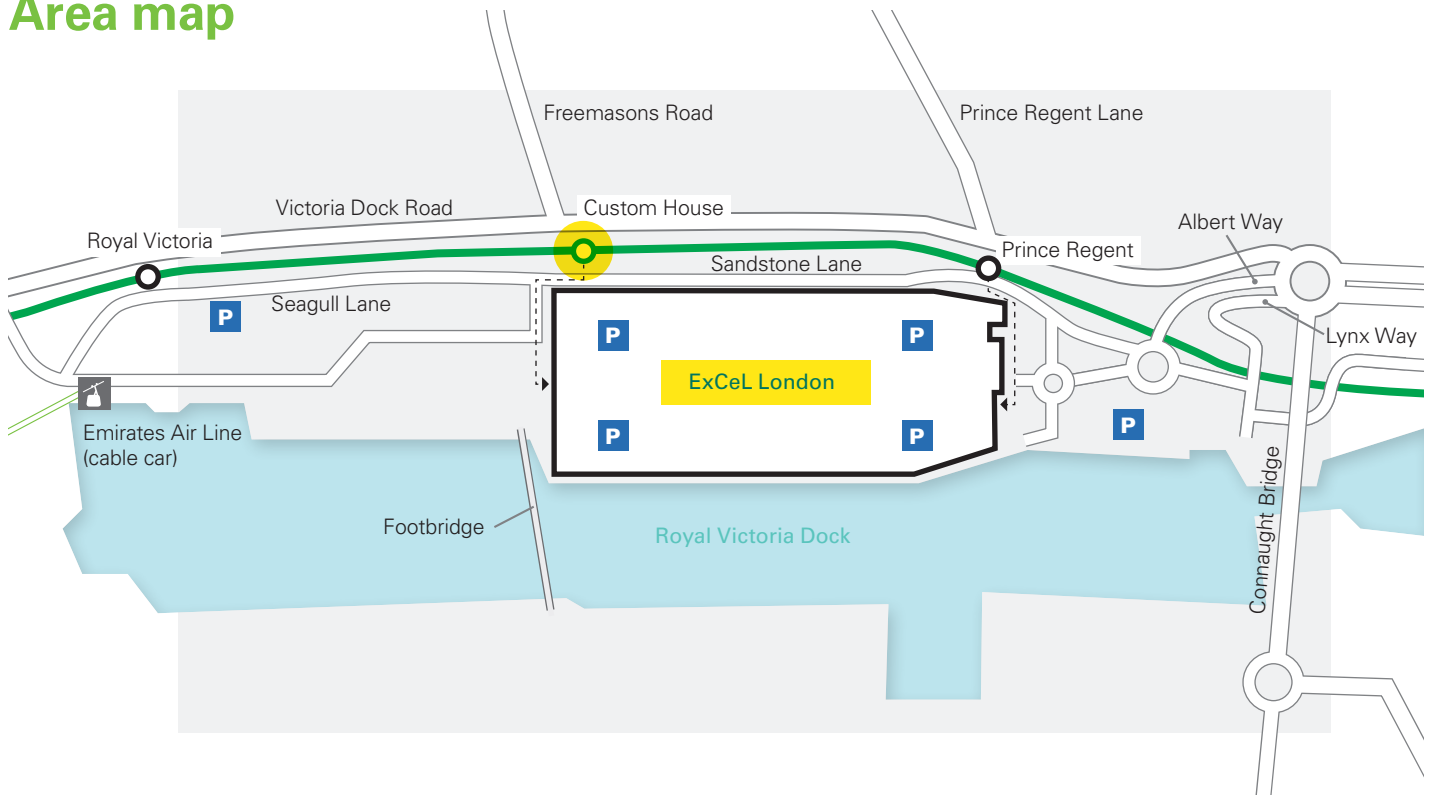 Area map
Freemasons Road
Prince Regent Lane
Victoria Dock Road
Custom House
Albert Way
Royal Victoria
Prince Regent
Sandstone Lane
Seagull Lane
P
Lynx Way
P
P
ExCeL London
P
P
P
Emirates Air Line
(cable car)
Footbridge
Royal Victoria Dock
Connaught Bridge